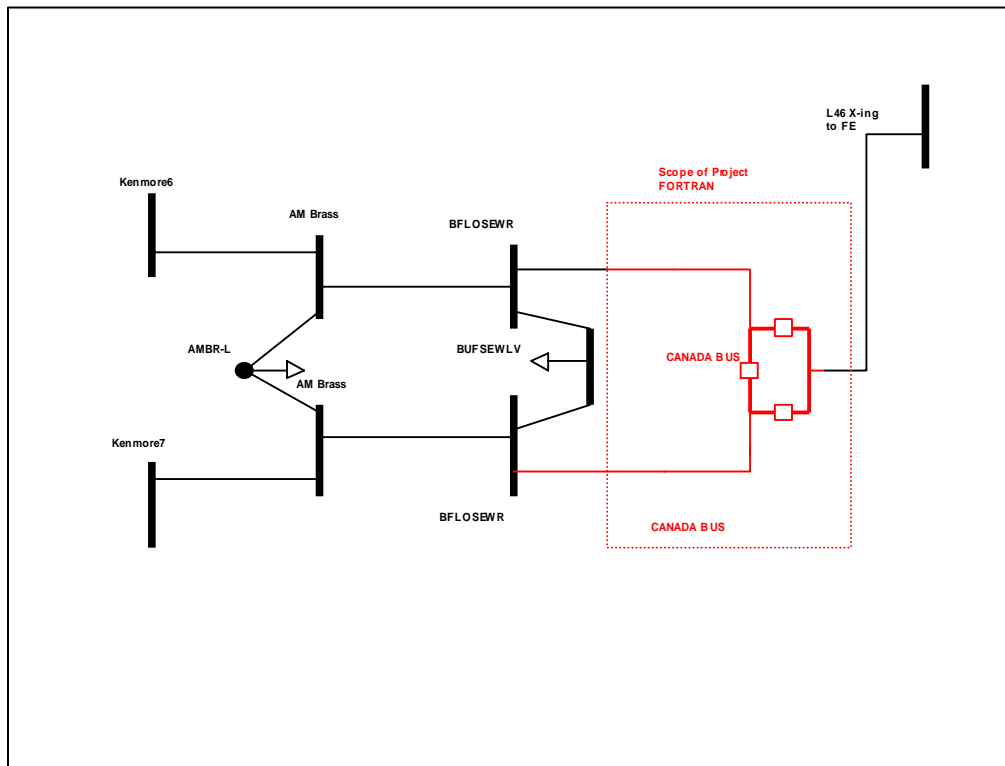 L46 X-ing
to FE
Scope of Project
FORTRAN
Kenmore6
AM Brass
BFLOSEWR
AMBR-L
BUFSEWLV
CANADA BUS
AM Brass
Kenmore7
BFLOSEWR
CANADA BUS